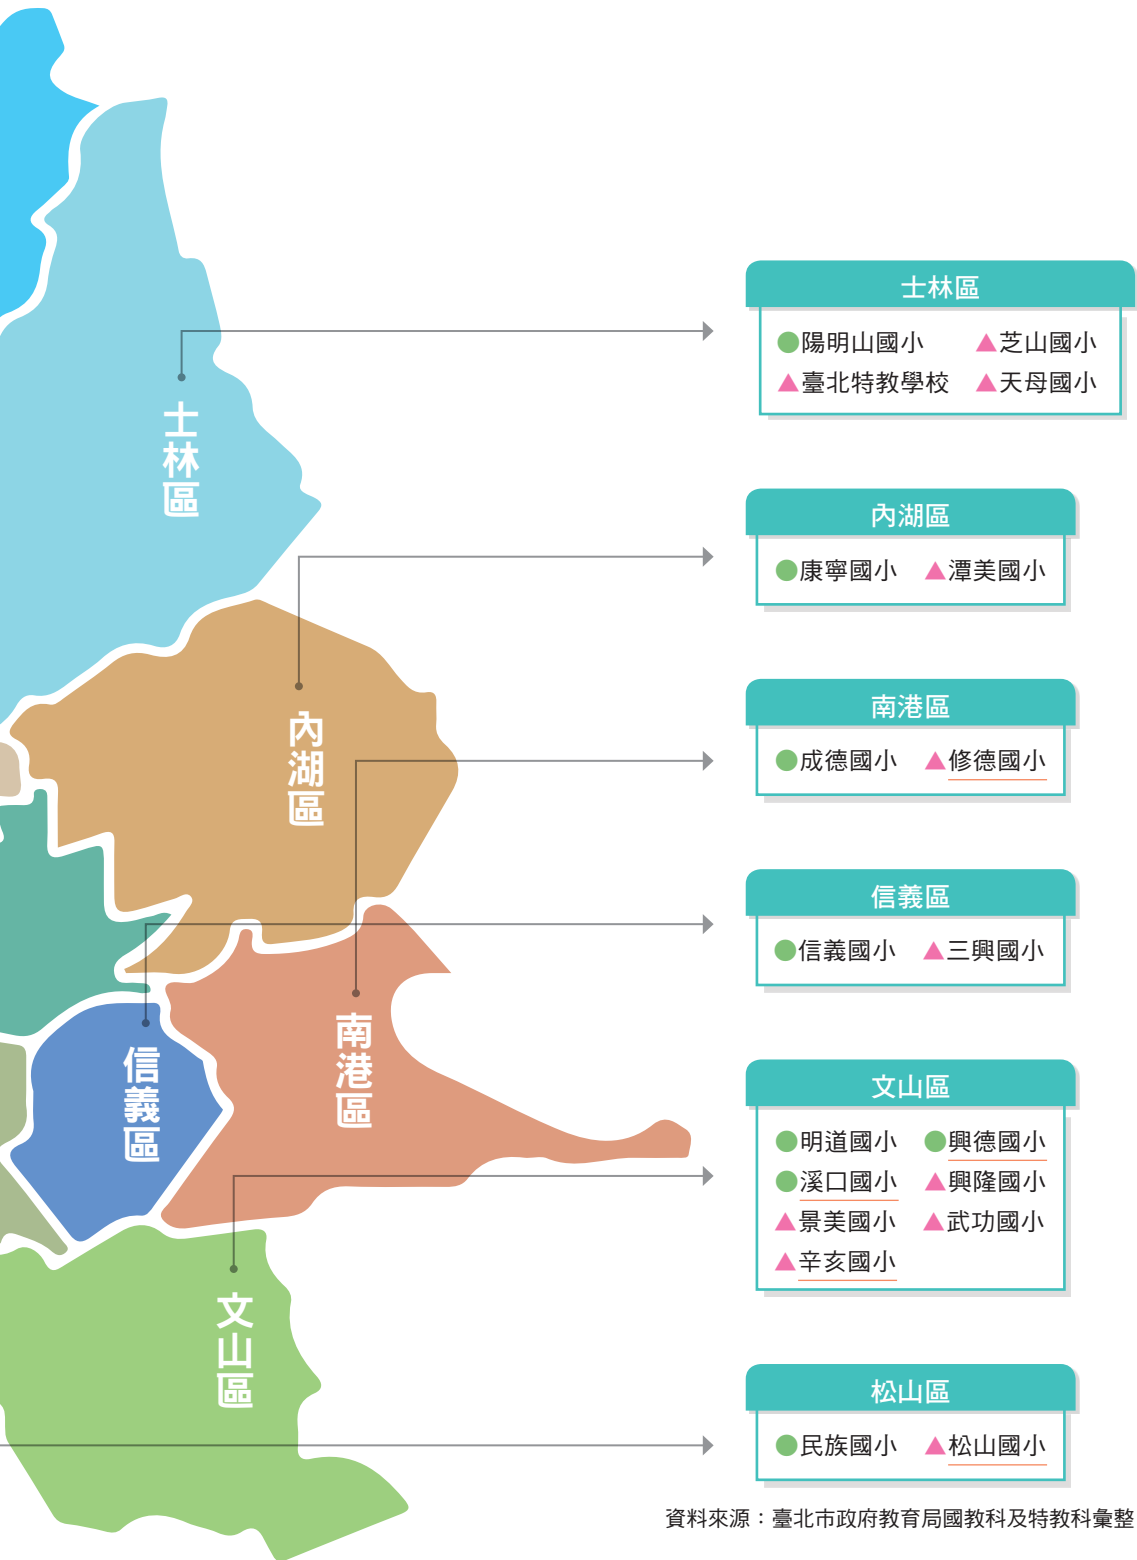 士林區
陽明山國小 芝山國小
臺北特教學校 天母國小
士林區
內湖區
康寧國小 潭美國小
內湖區
南港區
成德國小 修德國小
信義區
信義國小 三興國小
南港區
信義區
文山區
明道國小 興德國小
溪口國小 興隆國小
景美國小 武功國小
辛亥國小
文山區
松山區
民族國小 松山國小
資料來源：臺北市政府教育局國教科及特教科彙整